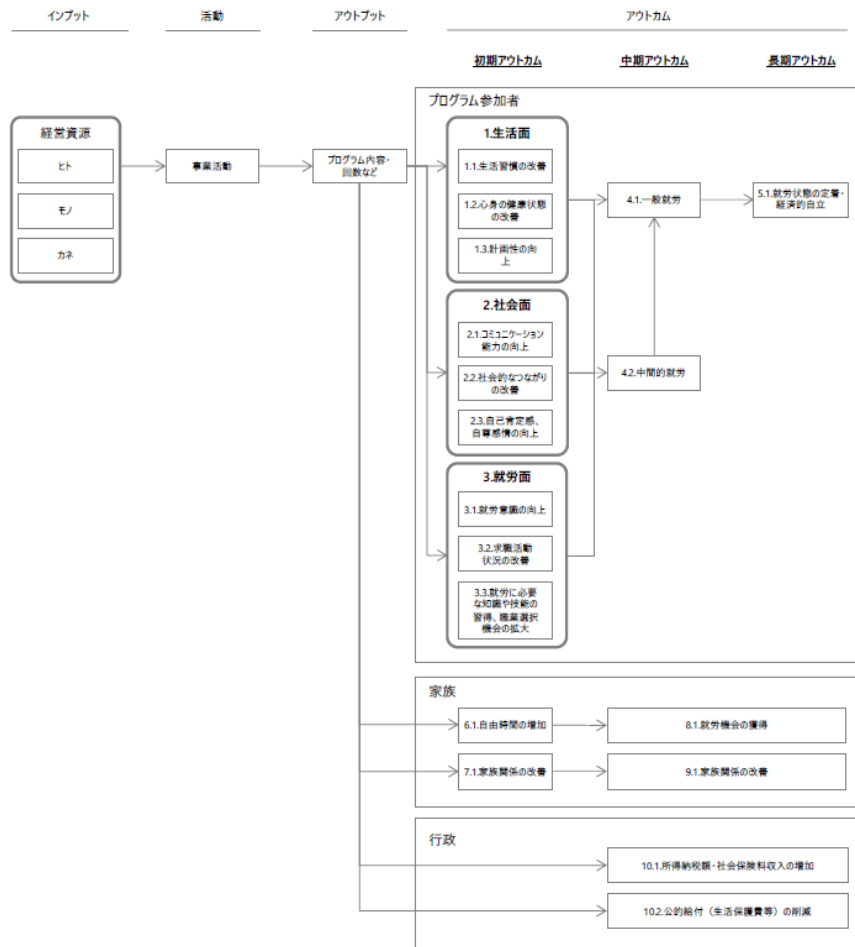 インプット
活動
アウトプット
アウトカム
初期アウトカム
中期アウトカム
長期アウトカム
プログラム参加者
経営資源
ヒト
モノ
カネ
事業活動
プログラム内容・
回数など
1.生活面
1.1.生活習慣の改善
1.2.心身の健康状態
の改善
1.3.計画性の向
上
2.社会面
2.1.コミュニケーション
能力の向上
2.2.社会的なつながり
の改善
2.3.自己肯定感、
自尊感情の向上
3.就労面
3.1.就労意識の向上
3.2.求職活動
状況の改善
3.3.就労に必要
な知識や技能の
習得、職業選択
機会の拡大
4.1.一般就労
4.2.中間的就労
5.1.就労状態の定着・
経済的自立
家族
6.1.自由時間の増加
8.1.就労機会の獲得
7.1.家族関係の改善
9.1.家族関係の改善
行政
10.1.所得納税額・社会保険料収入の増加
10.2.公的給付（生活保護費等）の削減